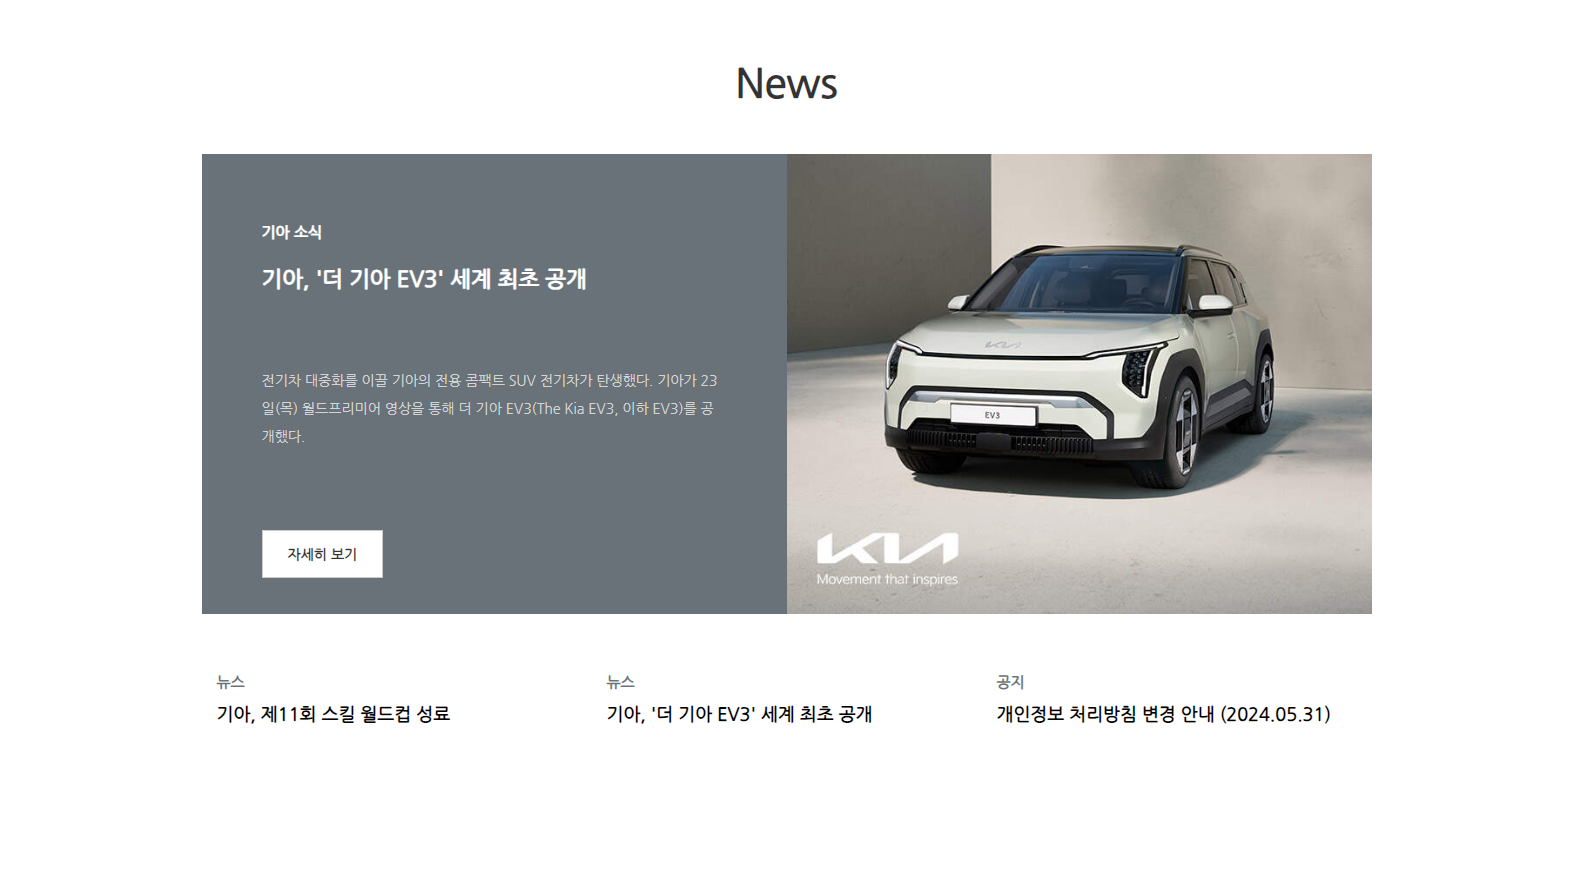 News
기아 소식
기아, '더 기아 EV3' 세계 최초 공개
전기차 대중화를 이끌 기아의 전용 콤팩트 SUV 전기차가 탄생했다. 기아가 23
일(목) 월드프리미어 영상을 통해 더 기아 EV3(The Kia EV3, 이하 EV3)를 공
개했다.
자세히 보기
KIA
EV3
KIA
Movement that inspires
뉴스
기아, 제11회 스킬 월드컵 성료
뉴스
기아, '더 기아 EV3' 세계 최초 공개
공지
개인정보 처리방침 변경 안내 (2024.05.31)